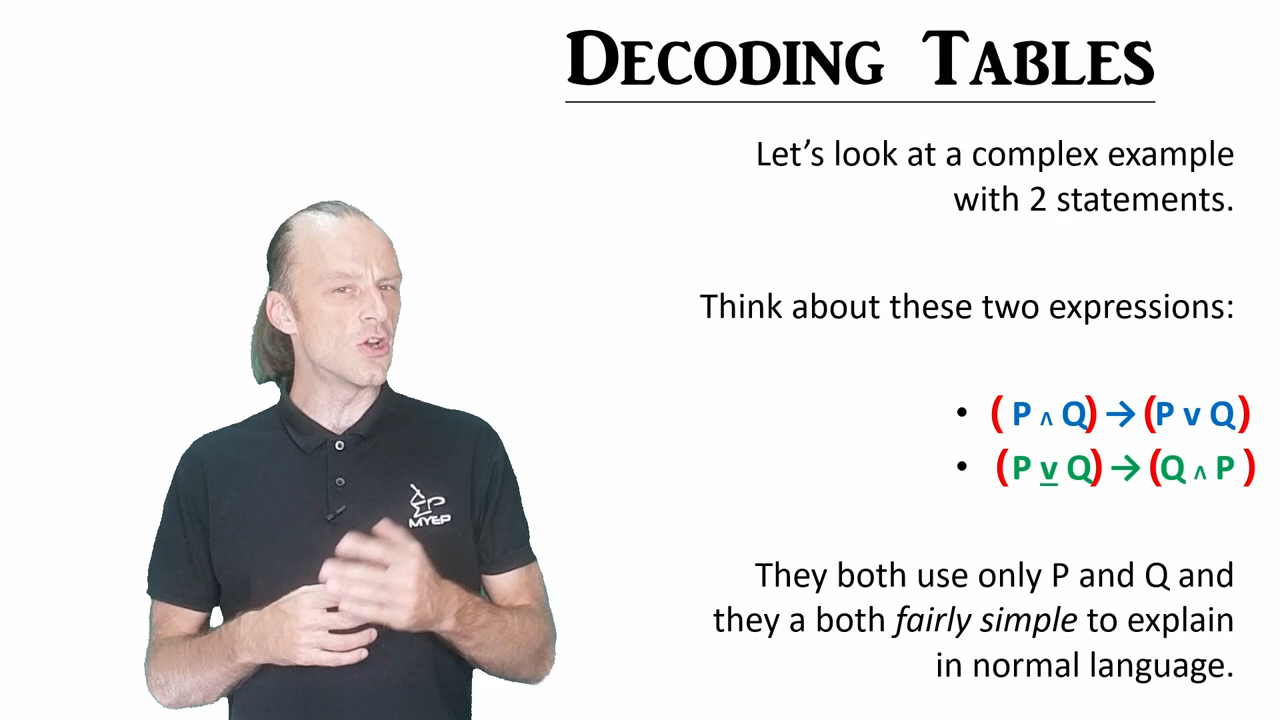 DECODING TABLES
Let's look at a complex example
with 2 statements.
Think about these two expressions:
• ( P ∧ Q) → (P v Q)
• (P v̲ Q) → (Q ∧ P )
They both use only P and Q and
they a both fairly simple to explain
in normal language.
MYEP